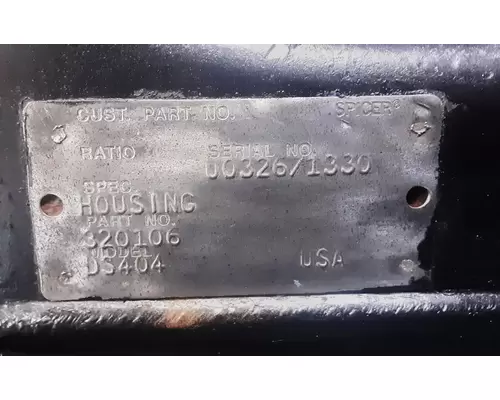 CUST. PART NO. SPICER®
RATIO SERIAL NO.
00326/1330
SPEC.
HOUSING
PART NO.
320106
MODEL
DS404 USA